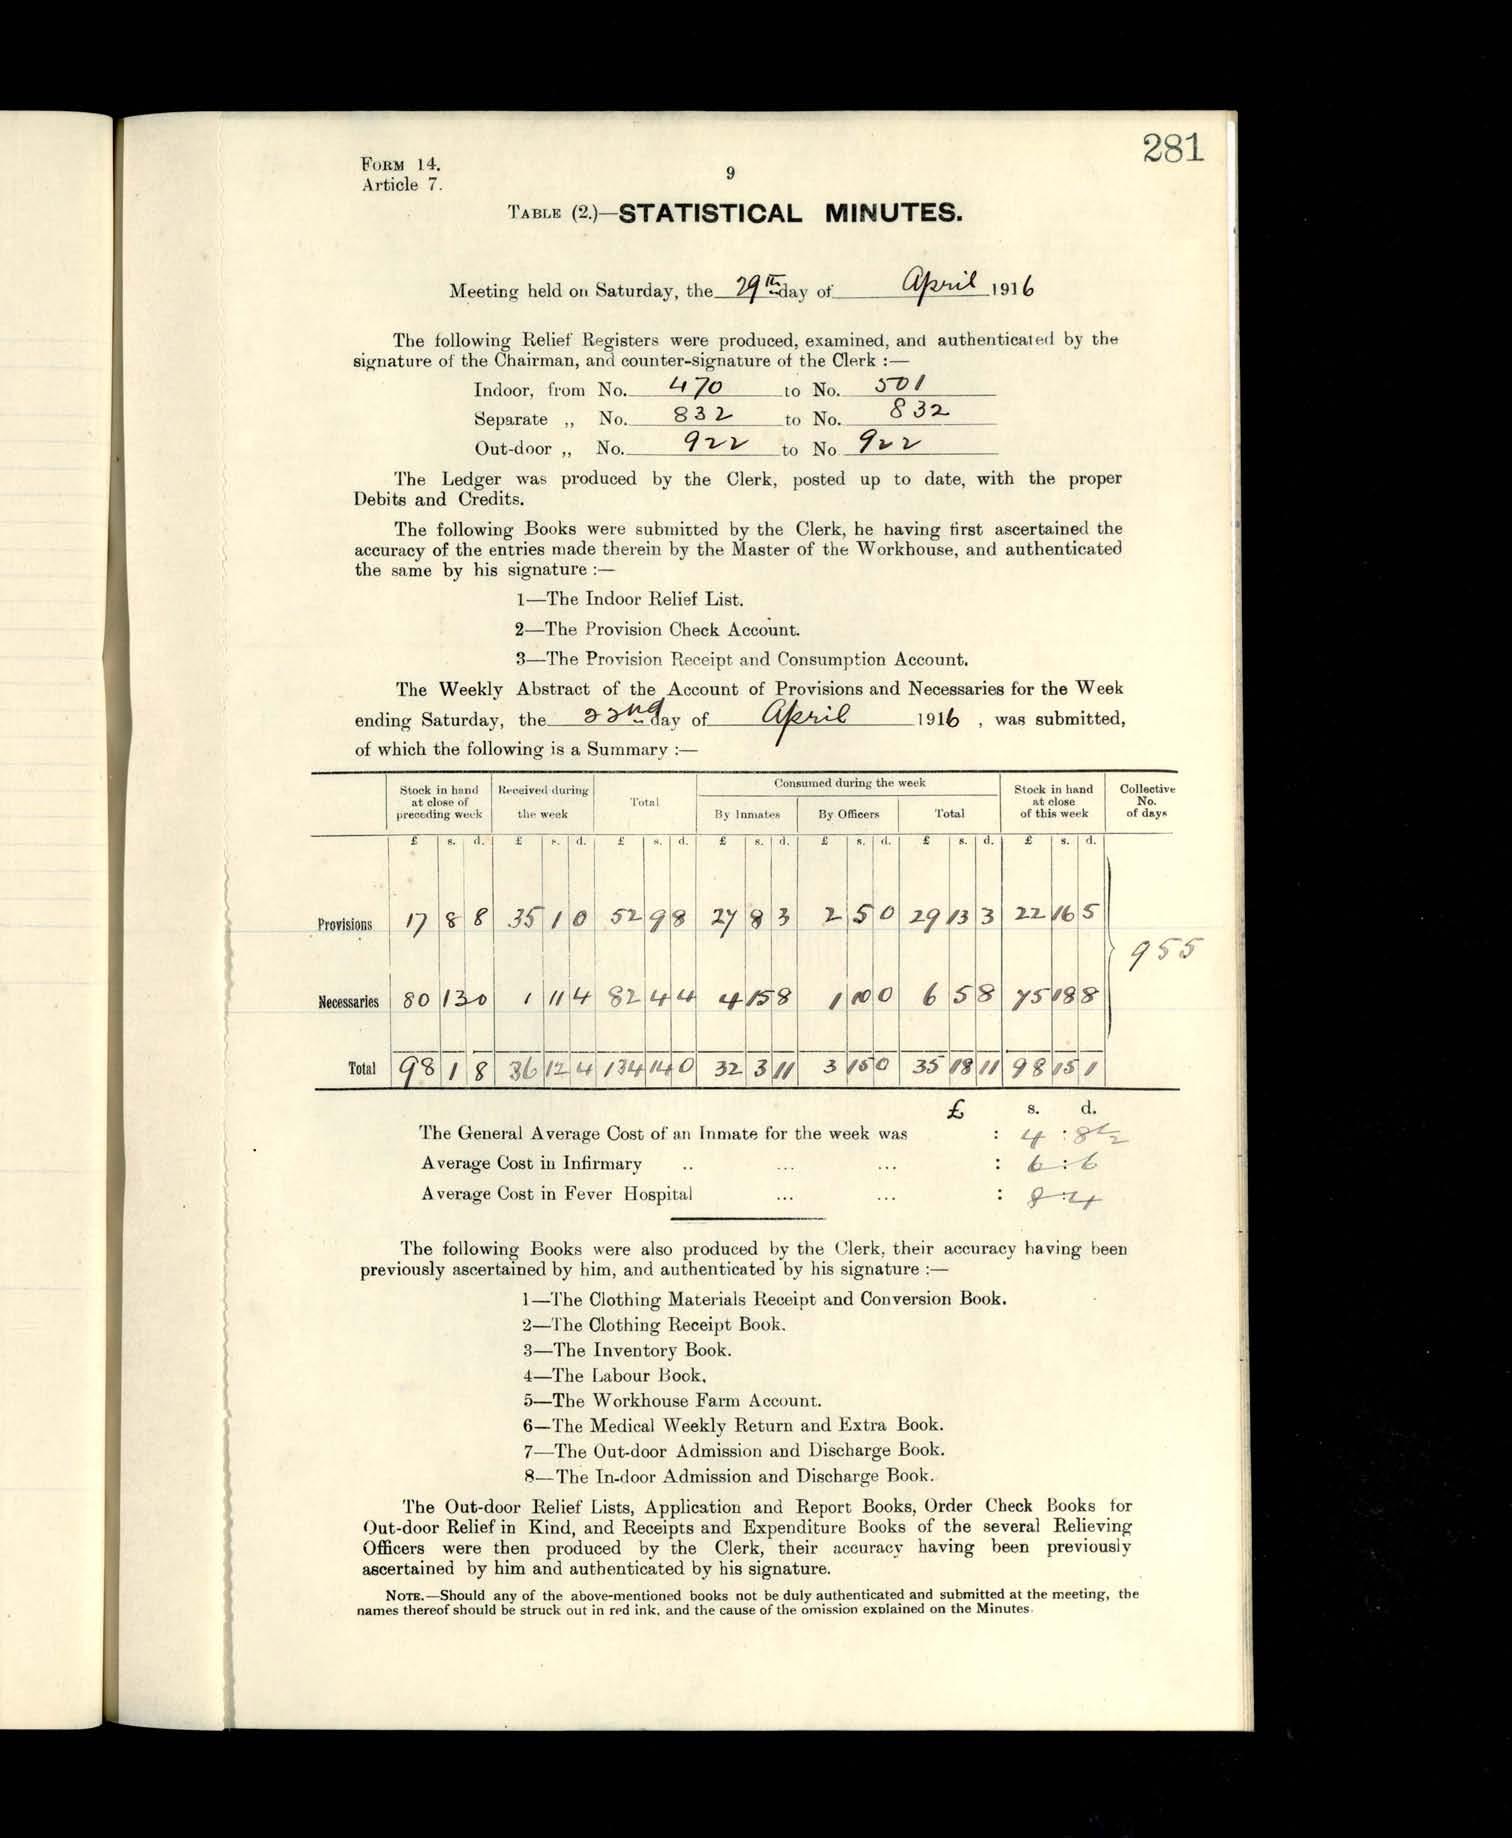 281
FORM 14.
9
Article 7.
TABLE (2.)—STATISTICAL MINUTES.
Meeting held on Saturday, the 29th day of April 1916
The following Relief Registers were produced, examined, and authenticated by the
signature of the Chairman, and counter-signature of the Clerk :—
Indoor, from No. 470 to No. 501
Separate ,, No. 832 to No. 832
Out-door ,, No. 922 to No 922
The Ledger was produced by the Clerk, posted up to date, with the proper
Debits and Credits.
The following Books were submitted by the Clerk, he having first ascertained the
accuracy of the entries made therein by the Master of the Workhouse, and authenticated
the same by his signature :—
1—The Indoor Relief List.
2—The Provision Check Account.
3—The Provision Receipt and Consumption Account.
The Weekly Abstract of the Account of Provisions and Necessaries for the Week
ending Saturday, the 22nd day of April 1916 , was submitted,
of which the following is a Summary :—
Stock in hand at close of preceding week | Received during the week | Total | Consumed during the week | Stock in hand at close of this week | Collective No. of days
By Inmates | By Officers | Total
£ s. d. £ s. d. £ s. d. £ s. d. £ s. d. £ s. d. £ s. d.
Provisions 17 8 8 35 1 0 52 9 8 27 8 3 2 5 0 29 13 3 22 16 5
955
Necessaries 80 13 0 1 11 4 82 4 4 4 15 8 1 10 0 6 5 8 75 18 8
Total 98 1 8 36 12 4 134 14 0 32 3 11 3 15 0 35 18 11 98 15 1
£ s. d.
The General Average Cost of an Inmate for the week was : 4 : 8½
Average Cost in Infirmary .. ... ... : 6 : 6
Average Cost in Fever Hospital ... ... : 8 : 4
The following Books were also produced by the Clerk, their accuracy having been
previously ascertained by him, and authenticated by his signature :—
1—The Clothing Materials Receipt and Conversion Book.
2—The Clothing Receipt Book.
3—The Inventory Book.
4—The Labour Book.
5—The Workhouse Farm Account.
6—The Medical Weekly Return and Extra Book.
7—The Out-door Admission and Discharge Book.
8—The In-door Admission and Discharge Book.
The Out-door Relief Lists, Application and Report Books, Order Check Books for
Out-door Relief in Kind, and Receipts and Expenditure Books of the several Relieving
Officers were then produced by the Clerk, their accuracy having been previously
ascertained by him and authenticated by his signature.
NOTE.—Should any of the above-mentioned books not be duly authenticated and submitted at the meeting, the
names thereof should be struck out in red ink, and the cause of the omission explained on the Minutes.